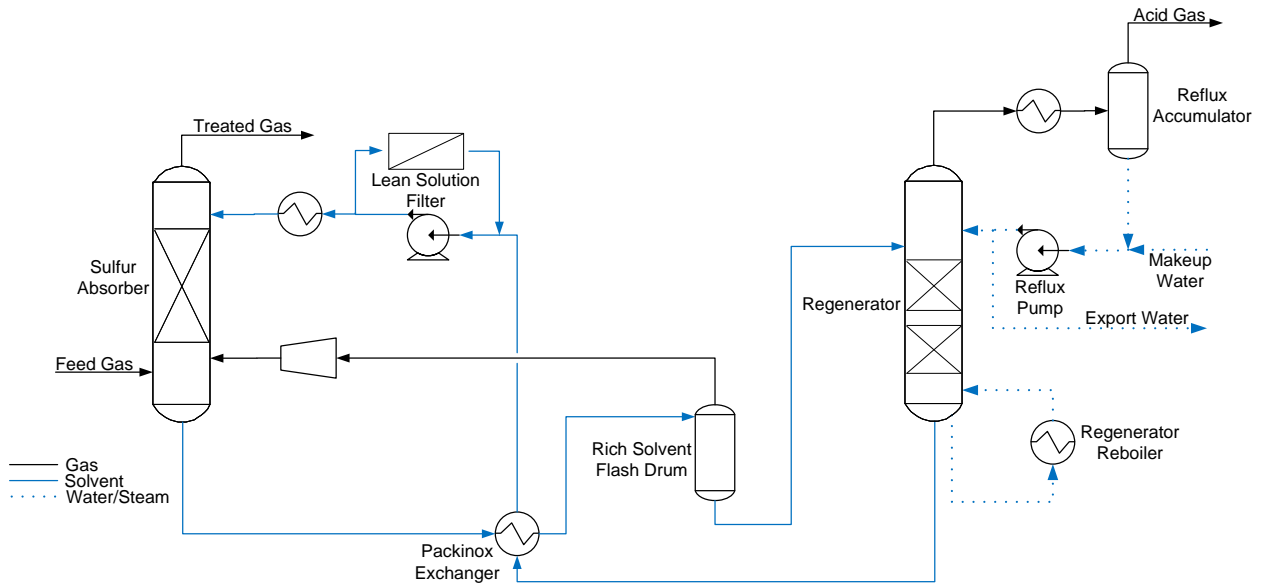 Acid Gas
Reflux
Accumulator
Treated Gas
Lean Solution
Filter
Sulfur
Absorber
Makeup
Water
Regenerator
Reflux
Pump
Export Water
Feed Gas
Rich Solvent
Flash Drum
Regenerator
Reboiler
Gas
Solvent
Water/Steam
Packinox
Exchanger